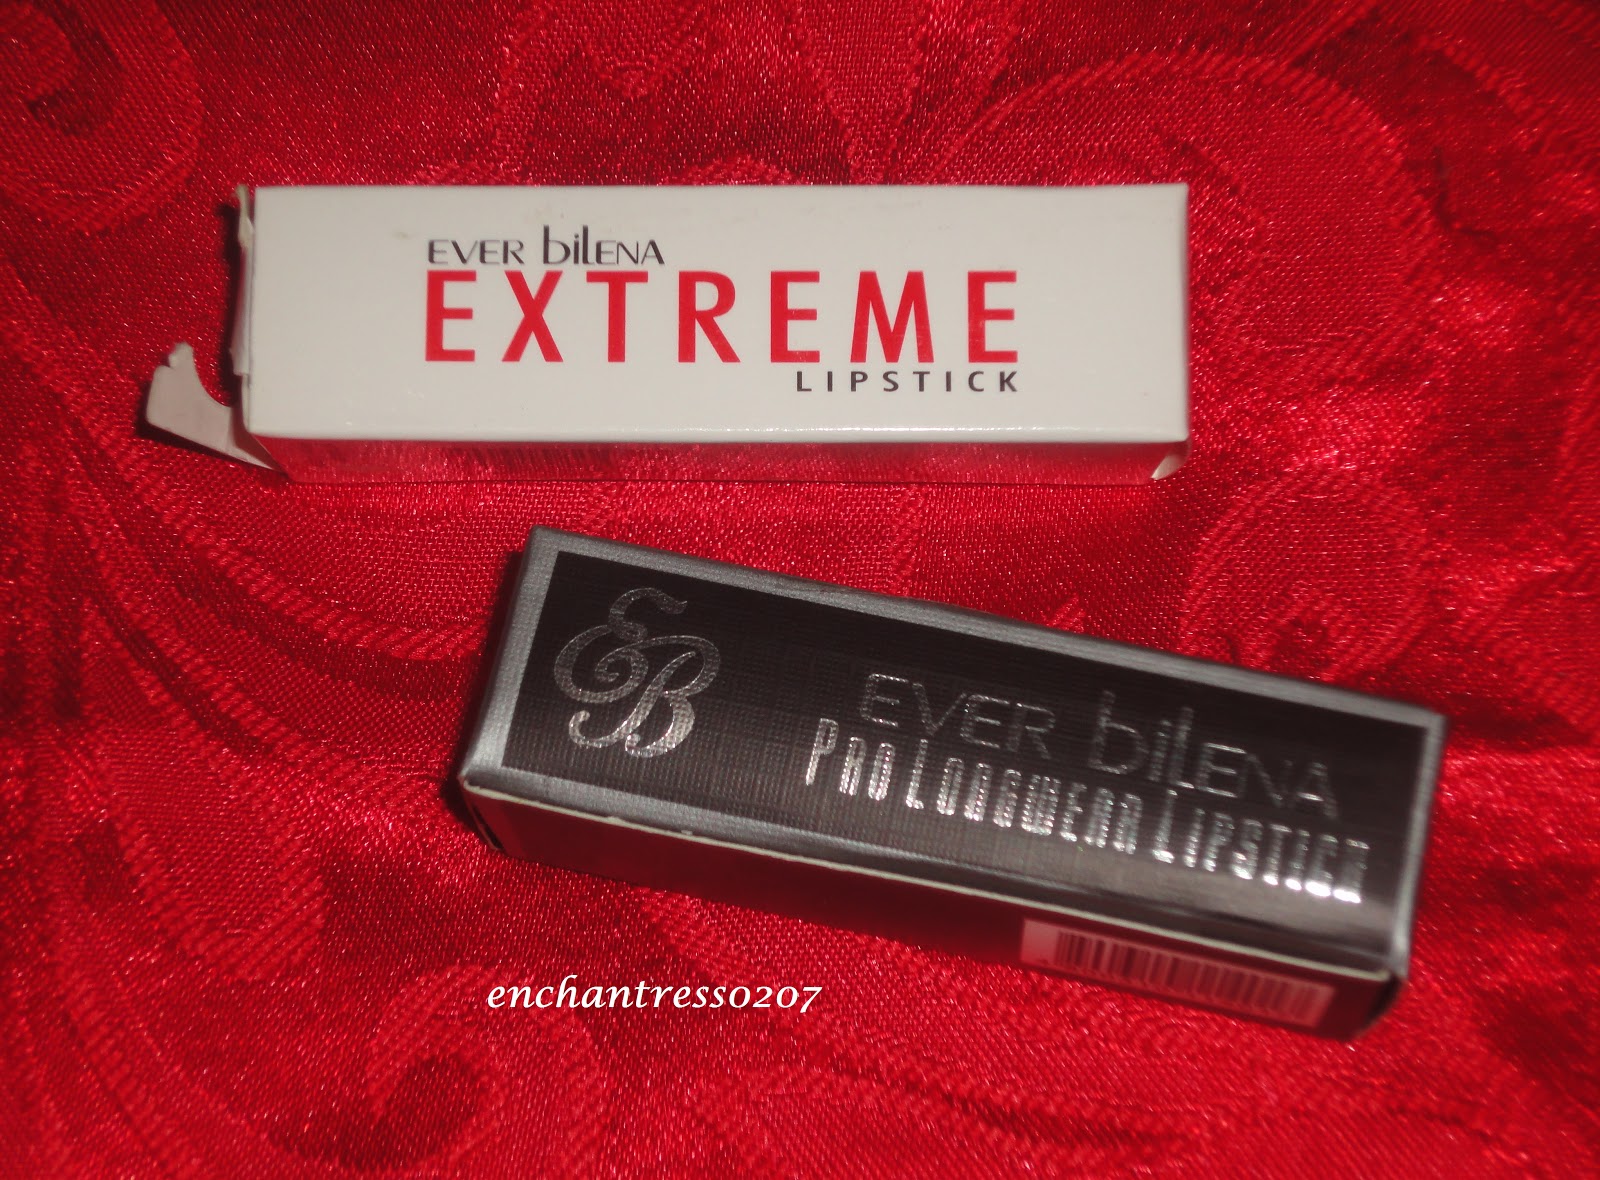 EVER bilENA
EXTREME
LIPSTICK
EB
EVER bilENA
PRO LONGWEAR LIPSTICK
enchantress0207